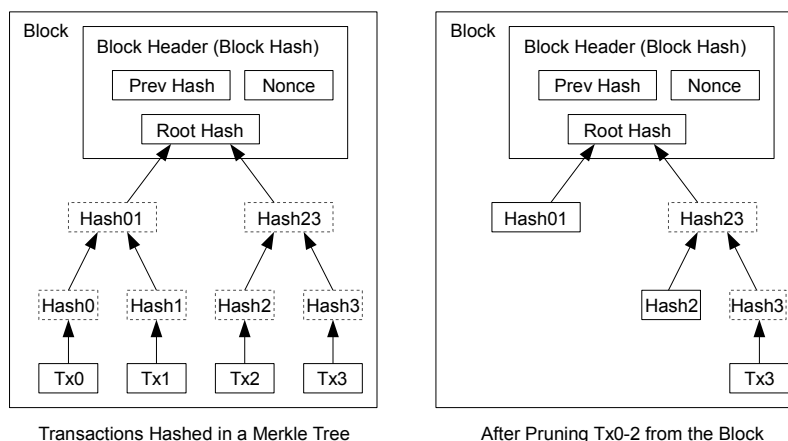 Block
Block Header (Block Hash)
Prev Hash
Nonce
Root Hash
Hash01
Hash23
Hash0
Hash1
Hash2
Hash3
Tx0
Tx1
Tx2
Tx3
Transactions Hashed in a Merkle Tree
Block
Block Header (Block Hash)
Prev Hash
Nonce
Root Hash
Hash01
Hash23
Hash2
Hash3
Tx3
After Pruning Tx0-2 from the Block